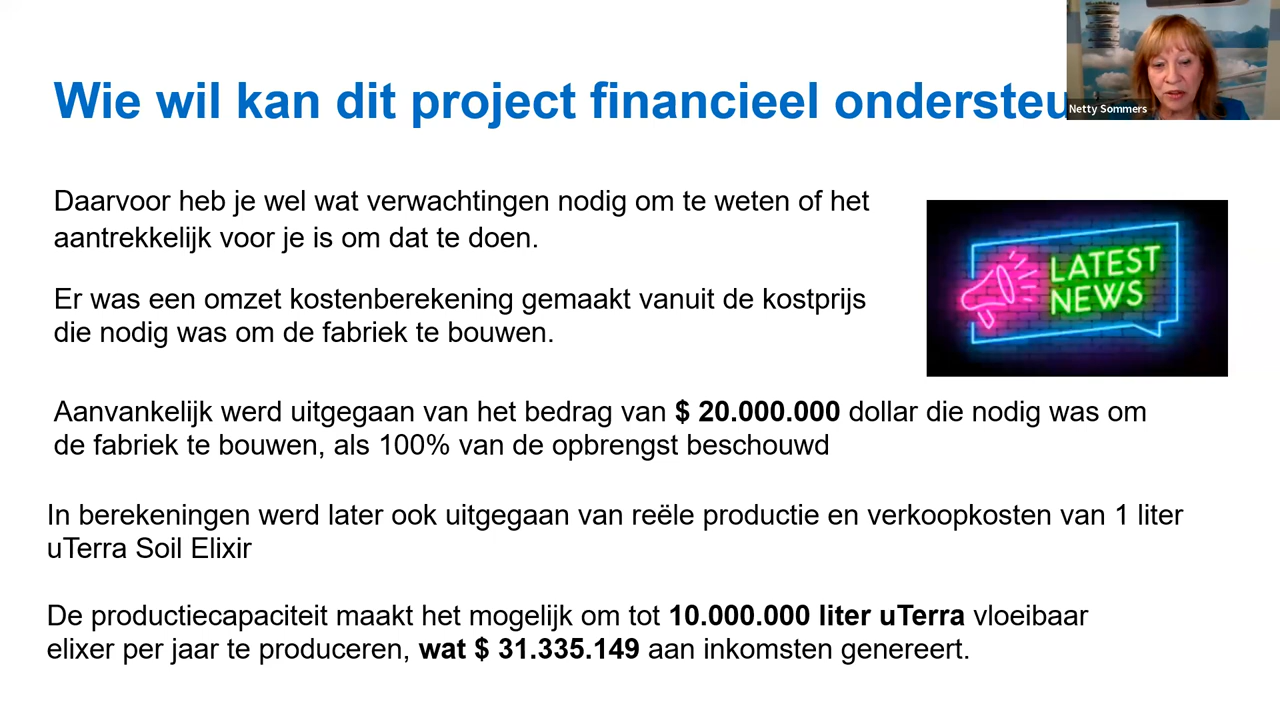 Wie wil kan dit project financieel ondersteu
Netty Sommers
Daarvoor heb je wel wat verwachtingen nodig om te weten of het
aantrekkelijk voor je is om dat te doen.
LATEST
NEWS
Er was een omzet kostenberekening gemaakt vanuit de kostprijs
die nodig was om de fabriek te bouwen.
Aanvankelijk werd uitgegaan van het bedrag van $ 20.000.000 dollar die nodig was om
de fabriek te bouwen, als 100% van de opbrengst beschouwd
In berekeningen werd later ook uitgegaan van reële productie en verkoopkosten van 1 liter
uTerra Soil Elixir
De productiecapaciteit maakt het mogelijk om tot 10.000.000 liter uTerra vloeibaar
elixer per jaar te produceren, wat $ 31.335.149 aan inkomsten genereert.